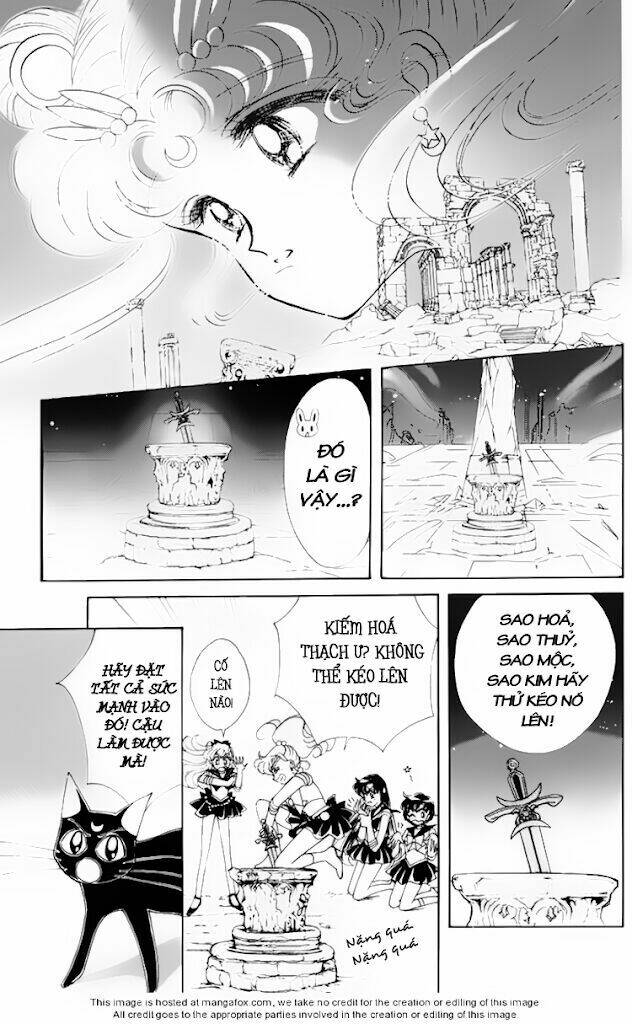 ĐÓ
LÀ GÌ
VẬY...?
SAO HOẢ,
SAO THUỶ,
SAO MỘC,
SAO KIM HÃY
THỬ KÉO NÓ
LÊN!
KIẾM HOÁ
THẠCH Ư? KHÔNG
THỂ KÉO LÊN
ĐƯỢC!
CỐ
LÊN
NÀO!
Nặng Quá
Nặng Quá
HÃY ĐẶT
TẤT CẢ SỨC
MẠNH VÀO
ĐÓ! CẬU
LÀM ĐƯỢC
MÀ!
This image is hosted at mangafox.com, we take no credit for the creation or editing of this image
All credit goes to the appropriate parties involved in the creation or editing of this image.